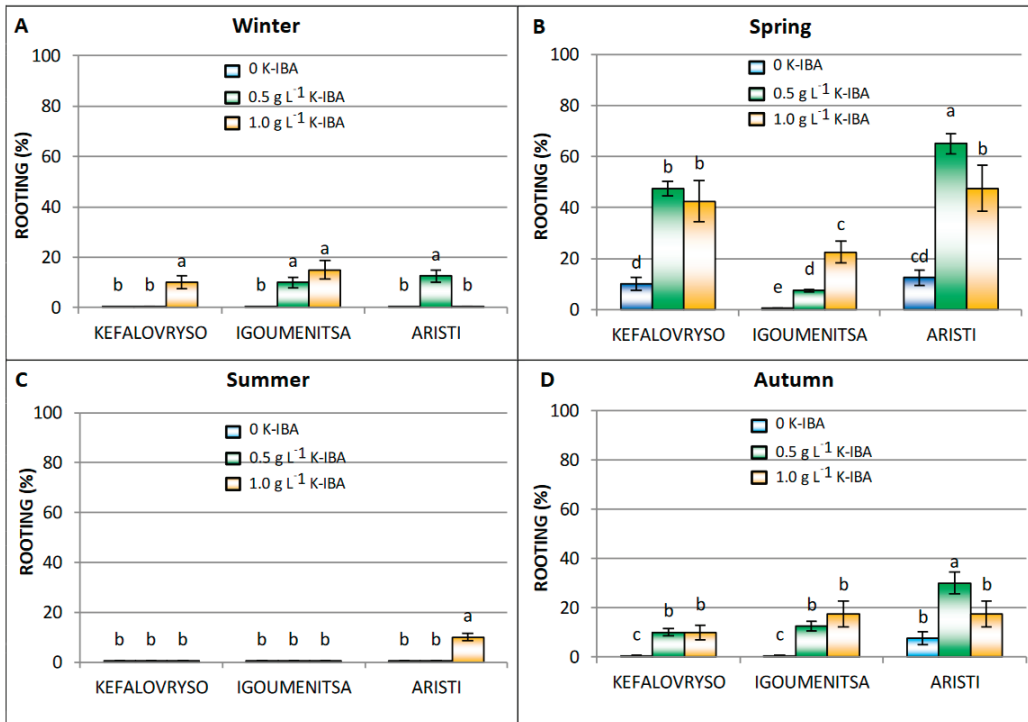 A
Winter
100
80
60
40
20
0
ROOTING (%)
0 K-IBA
0.5 g L⁻¹ K-IBA
1.0 g L⁻¹ K-IBA
b b a b a a b a b
KEFALOVRYSO IGOUMENITSA ARISTI
B
Spring
100
80
60
40
20
0
ROOTING (%)
0 K-IBA
0.5 g L⁻¹ K-IBA
1.0 g L⁻¹ K-IBA
d b b e d c cd a b
KEFALOVRYSO IGOUMENITSA ARISTI
C
Summer
100
80
60
40
20
0
ROOTING (%)
0 K-IBA
0.5 g L⁻¹ K-IBA
1.0 g L⁻¹ K-IBA
b b b b b b b b a
KEFALOVRYSO IGOUMENITSA ARISTI
D
Autumn
100
80
60
40
20
0
ROOTING (%)
0 K-IBA
0.5 g L⁻¹ K-IBA
1.0 g L⁻¹ K-IBA
c b b c b b b a b
KEFALOVRYSO IGOUMENITSA ARISTI